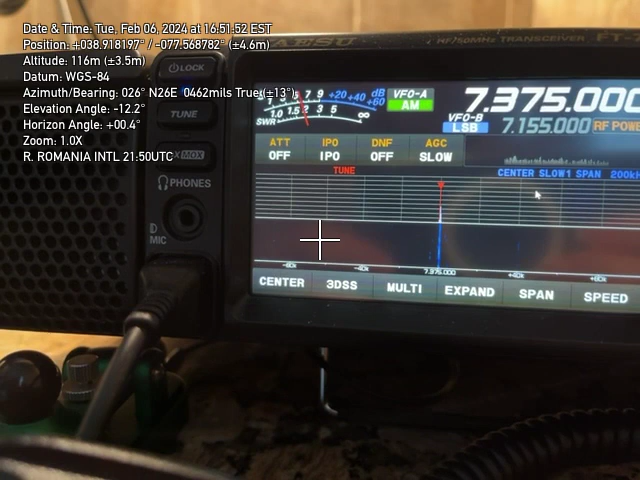 Date & Time: Tue, Feb 06, 2024 at 16:51:52 EST
Position: +038.918197° / -077.568782° (±4.6m)
Altitude: 116m (±3.5m)
Datum: WGS-84
Azimuth/Bearing: 026° N26E 0462mils True (±13°)
Elevation Angle: -12.2°
Horizon Angle: +00.4°
Zoom: 1.0X
R. ROMANIA INTL 21:50UTC
YAESU
HF/50MHz TRANSCEIVER FT-
LOCK
TUNE
MOX
PHONES
MIC
S 1 3 5 7 9 +20 +40 +60 dB
SWR 1.0 1.5 2 3 5 ∞
VFO-A
AM
7.375.000
VFO-B
LSB
7.155.000
RF POWE
ATT
OFF
IPO
IPO
DNF
OFF
AGC
SLOW
TUNE
CENTER SLOW1 SPAN 200k
-80k -40k 7.375.000 +40k +80k
CENTER 3DSS MULTI EXPAND SPAN SPEED